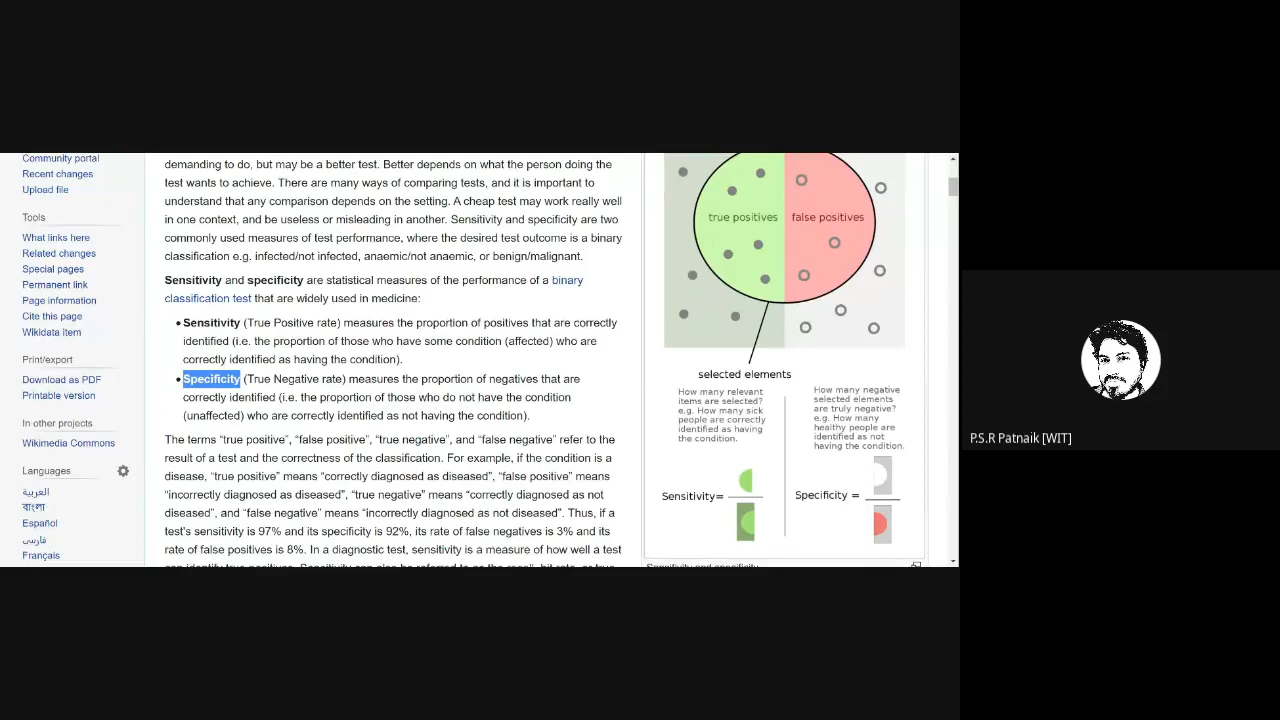 Community portal
Recent changes
Upload file
Tools
What links here
Related changes
Special pages
Permanent link
Page information
Cite this page
Wikidata item
Print/export
Download as PDF
Printable version
In other projects
Wikimedia Commons
Languages
العربية
বাংলা
Español
فارسی
Français
demanding to do, but may be a better test. Better depends on what the person doing the
test wants to achieve. There are many ways of comparing tests, and it is important to
understand that any comparison depends on the setting. A cheap test may work really well
in one context, and be useless or misleading in another. Sensitivity and specificity are two
commonly used measures of test performance, where the desired test outcome is a binary
classification e.g. infected/not infected, anaemic/not anaemic, or benign/malignant.
Sensitivity and specificity are statistical measures of the performance of a binary
classification test that are widely used in medicine:
• Sensitivity (True Positive rate) measures the proportion of positives that are correctly
identified (i.e. the proportion of those who have some condition (affected) who are
correctly identified as having the condition).
• Specificity (True Negative rate) measures the proportion of negatives that are
correctly identified (i.e. the proportion of those who do not have the condition
(unaffected) who are correctly identified as not having the condition).
The terms “true positive”, “false positive”, “true negative”, and “false negative” refer to the
result of a test and the correctness of the classification. For example, if the condition is a
disease, “true positive” means “correctly diagnosed as diseased”, “false positive” means
“incorrectly diagnosed as diseased”, “true negative” means “correctly diagnosed as not
diseased”, and “false negative” means “incorrectly diagnosed as not diseased”. Thus, if a
test's sensitivity is 97% and its specificity is 92%, its rate of false negatives is 3% and its
rate of false positives is 8%. In a diagnostic test, sensitivity is a measure of how well a test
true positives
false positives
selected elements
How many relevant
items are selected?
e.g. How many sick
people are correctly
identified as having
the condition.
Sensitivity=
How many negative
selected elements
are truly negative?
e.g. How many
healthy people are
identified as not
having the condition.
Specificity =
P.S.R Patnaik [WIT]